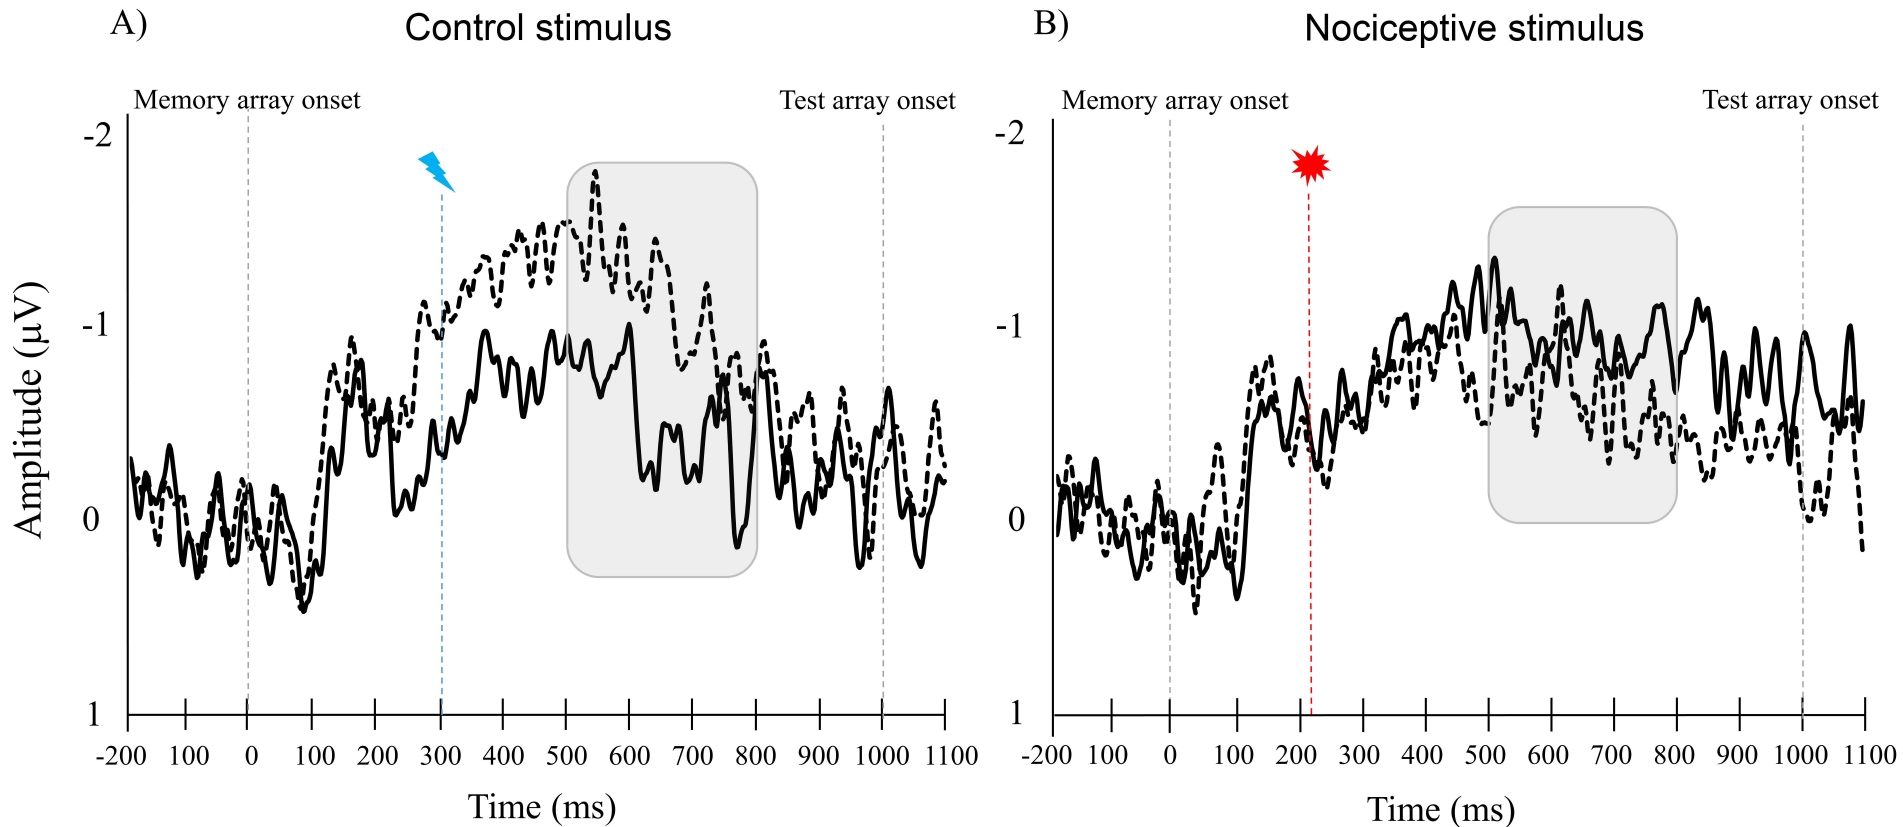 A)
Control stimulus
Memory array onset
Test array onset
-2
-1
0
1
Amplitude (µV)
-200 100 0 100 200 300 400 500 600 700 800 900 1000 1100
Time (ms)
B)
Nociceptive stimulus
Memory array onset
Test array onset
-2
-1
0
1
-200 100 0 100 200 300 400 500 600 700 800 900 1000 1100
Time (ms)